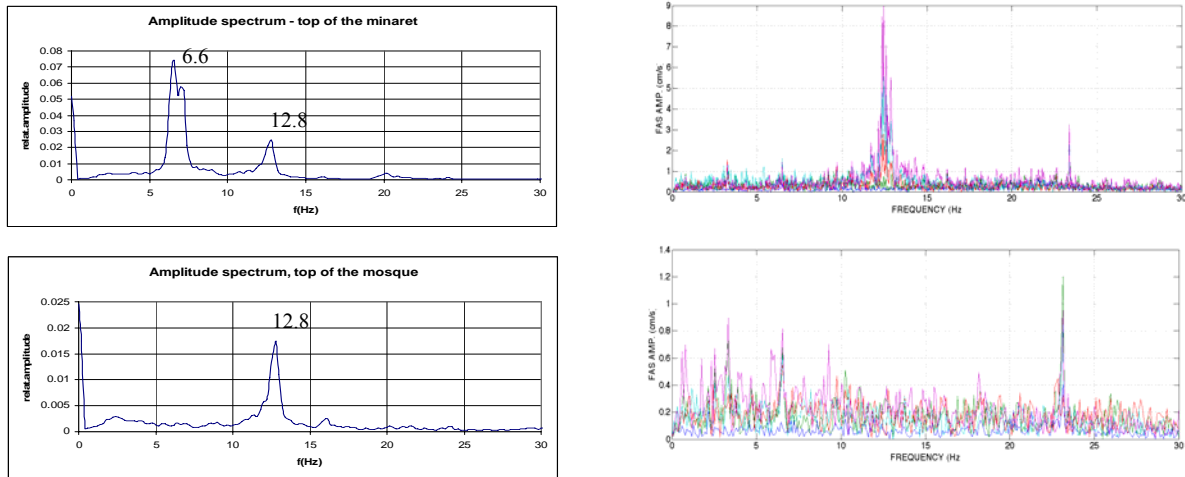 Amplitude spectrum - top of the minaret
relat.amplitude
0.08
0.07
0.06
0.05
0.04
0.03
0.02
0.01
0
6.6
12.8
0 5 10 15 20 25 30
f(Hz)
FAS AMP. (cm/s
9
8
7
6
5
4
3
2
1
0
0 5 10 15 20 25 30
FREQUENCY (Hz
Amplitude spectrum, top of the mosque
relat.amplitude
0.025
0.02
0.015
0.01
0.005
0
12.8
0 5 10 15 20 25 30
f(Hz)
FAS AMP. (cm/s
1.4
1.2
1
0.8
0.6
0.4
0.2
0
0 5 10 15 20 25 30
FREQUENCY (Hz